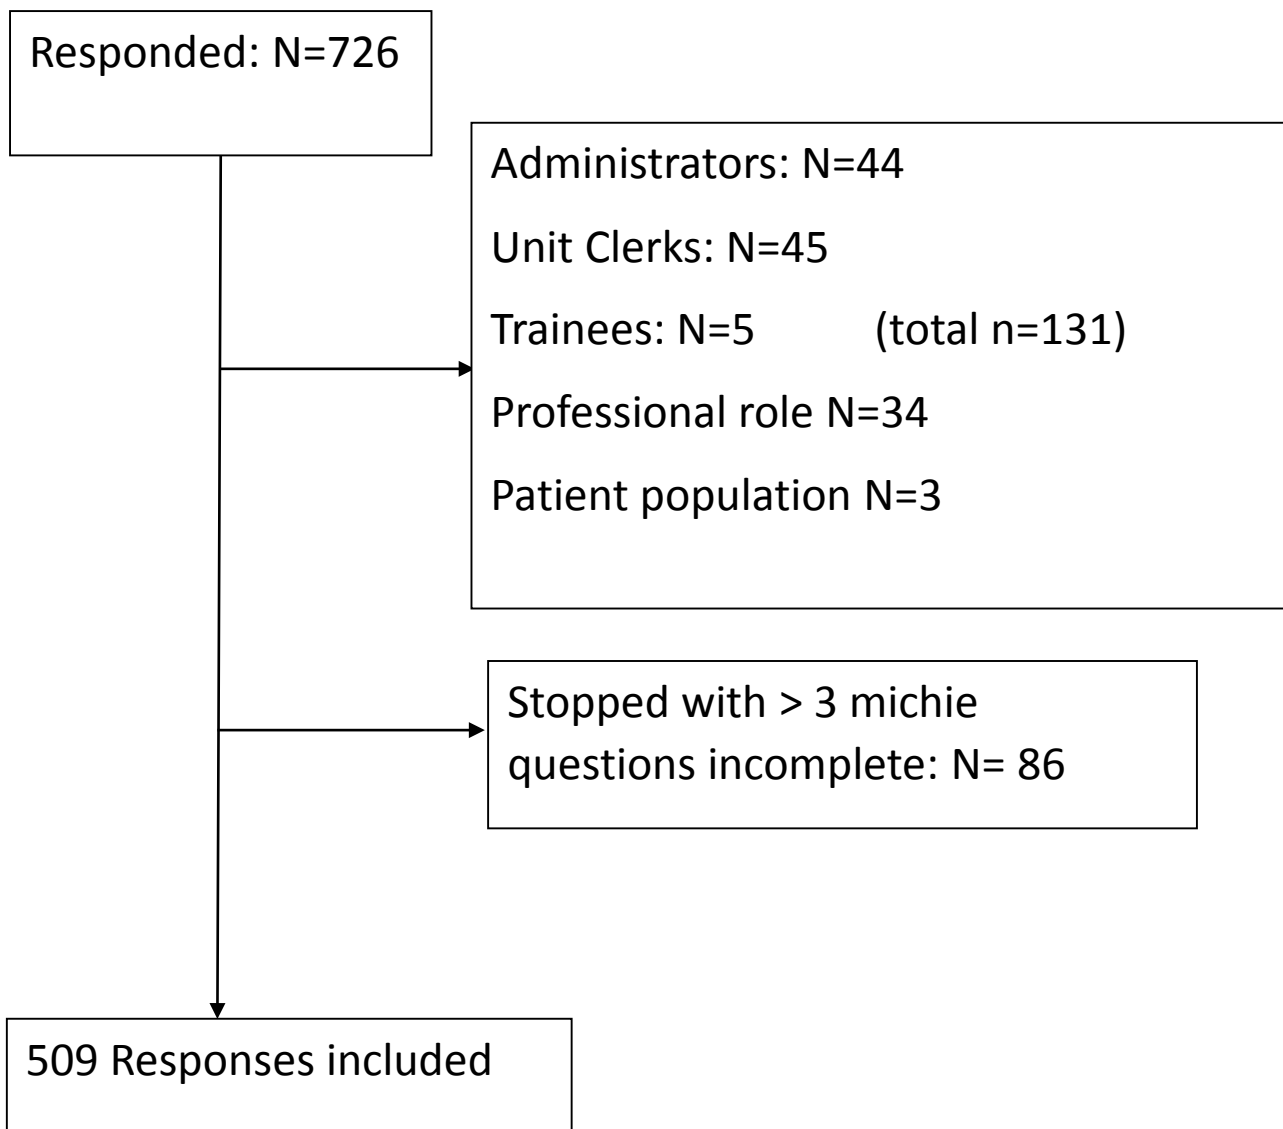 Responded: N=726
Administrators: N=44
Unit Clerks: N=45
Trainees: N=5 (total n=131)
Professional role N=34
Patient population N=3
Stopped with > 3 michie
questions incomplete: N= 86
509 Responses included